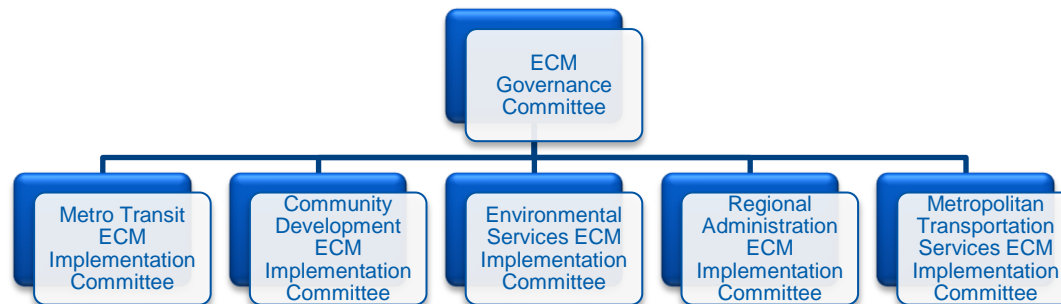 ECM
Governance
Committee
Metro Transit
ECM
Implementation
Committee
Community
Development
ECM
Implementation
Committee
Environmental
Services ECM
Implementation
Committee
Regional
Administration
ECM
Implementation
Committee
Metropolitan
Transportation
Services ECM
Implementation
Committee